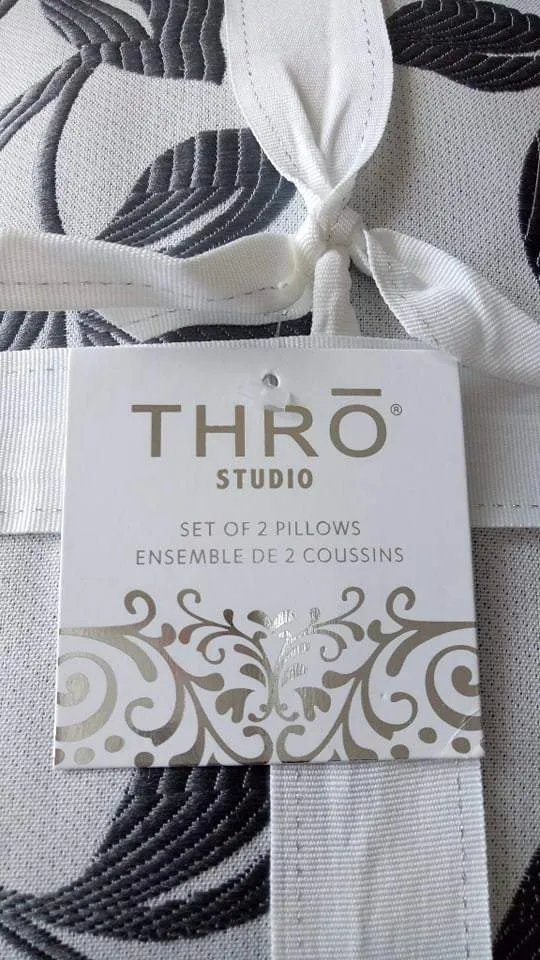 THRŌ®
STUDIO
SET OF 2 PILLOWS
ENSEMBLE DE 2 COUSSINS